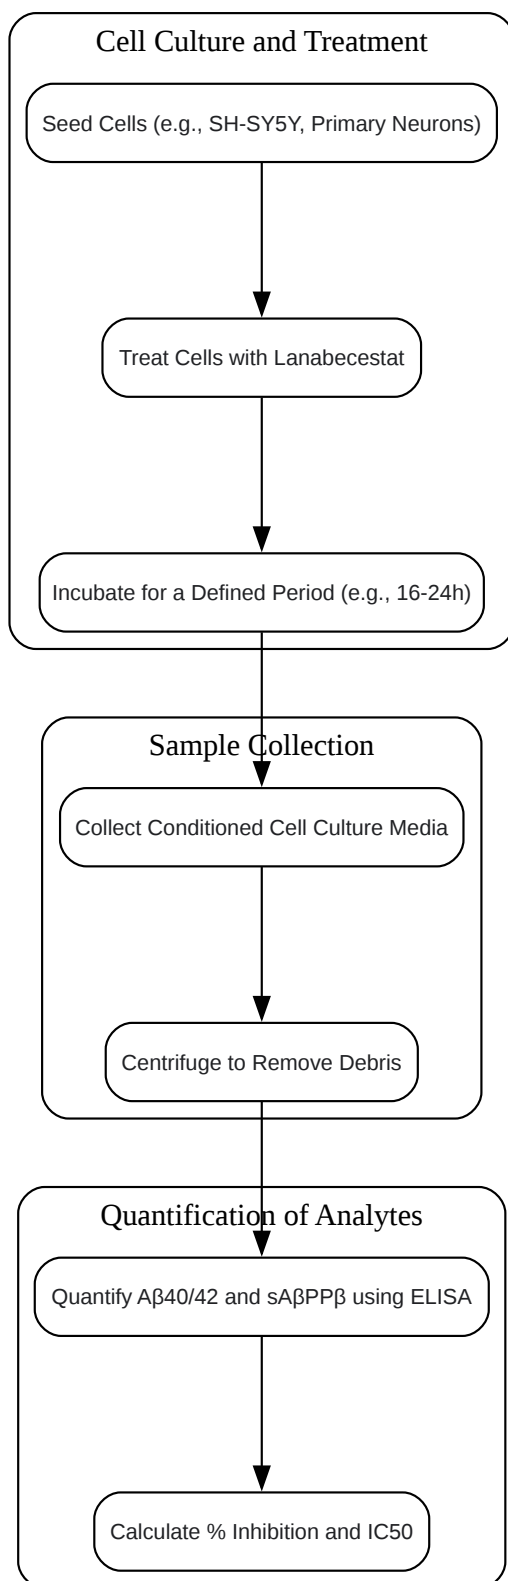 Cell Culture and Treatment
Seed Cells (e.g., SH-SY5Y, Primary Neurons)
Treat Cells with Lanabecestat
Incubate for a Defined Period (e.g., 16-24h)
Sample Collection
Collect Conditioned Cell Culture Media
Centrifuge to Remove Debris
Quantification of Analytes
Quantify Aβ40/42 and sAβPPβ using ELISA
Calculate % Inhibition and IC50